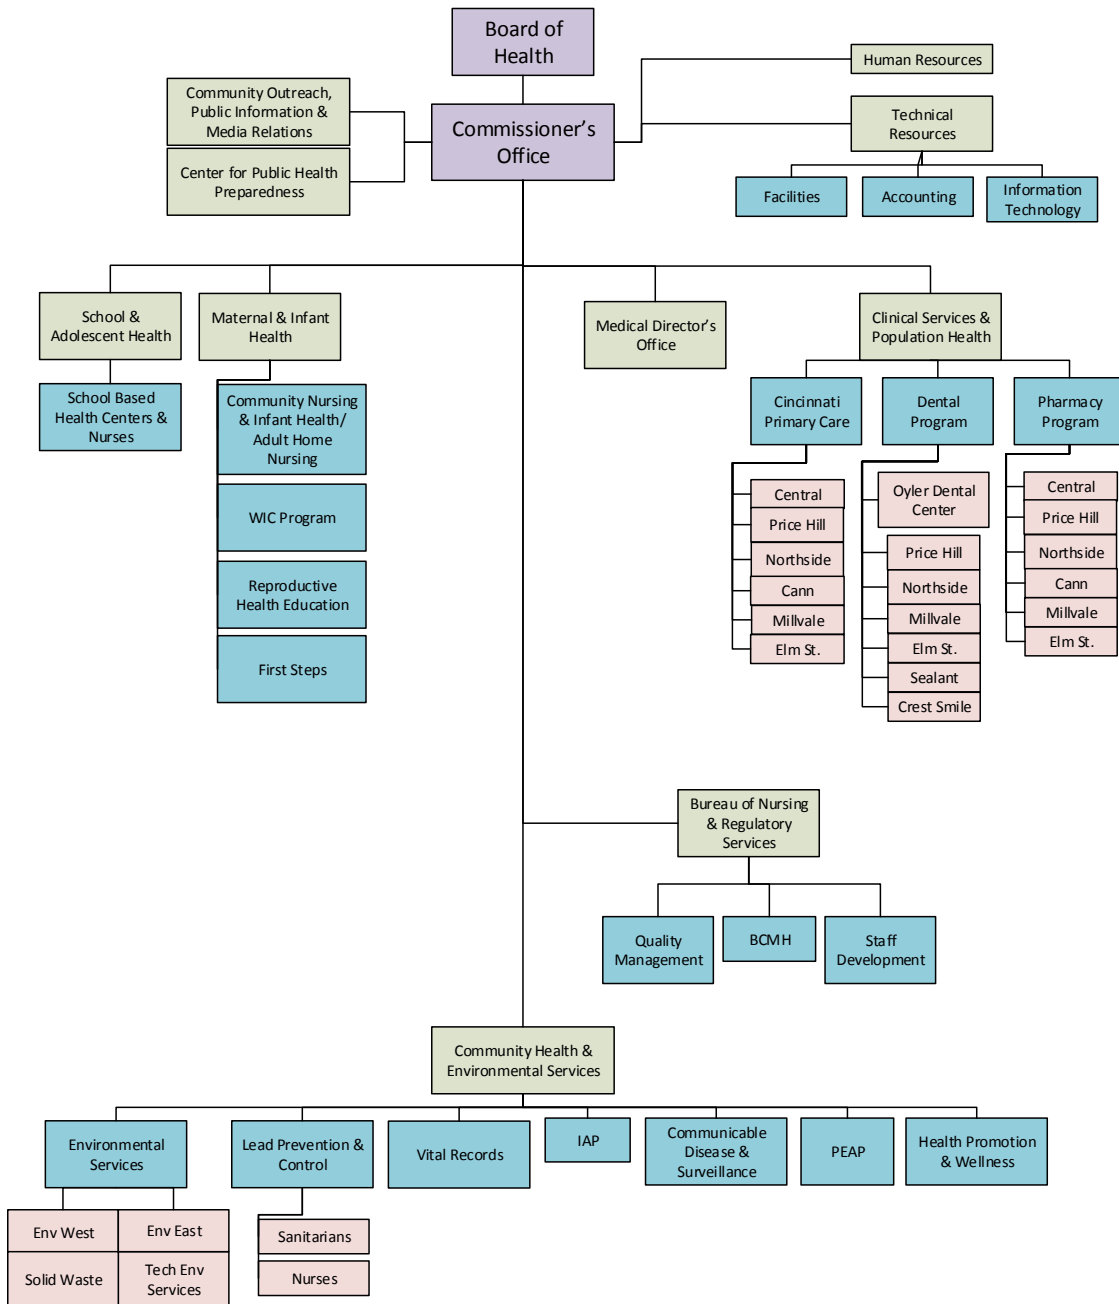 Board of
Health
Community Outreach,
Public Information &
Media Relations
Center for Public Health
Preparedness
Commissioner's
Office
Human Resources
Technical
Resources
Facilities
Accounting
Information
Technology
School &
Adolescent Health
Maternal & Infant
Health
Medical Director's
Office
Clinical Services &
Population Health
School Based
Health Centers &
Nurses
Community Nursing
& Infant Health/
Adult Home
Nursing
WIC Program
Reproductive
Health Education
First Steps
Cincinnati
Primary Care
Dental
Program
Pharmacy
Program
Central
Price Hill
Northside
Cann
Millvale
Elm St.
Oyler Dental
Center
Price Hill
Northside
Millvale
Elm St.
Sealant
Crest Smile
Central
Price Hill
Northside
Cann
Millvale
Elm St.
Bureau of Nursing
& Regulatory
Services
Quality
Management
BCMH
Staff
Development
Community Health &
Environmental Services
Environmental
Services
Lead Prevention &
Control
Vital Records
IAP
Communicable
Disease &
Surveillance
PEAP
Health Promotion
& Wellness
Env West
Env East
Solid Waste
Tech Env
Services
Sanitarians
Nurses